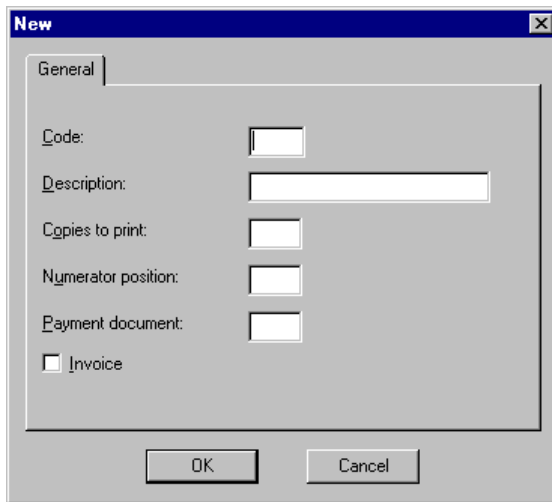 New
General
Code:
Description:
Copies to print:
Numerator position:
Payment document:
Invoice
OK Cancel